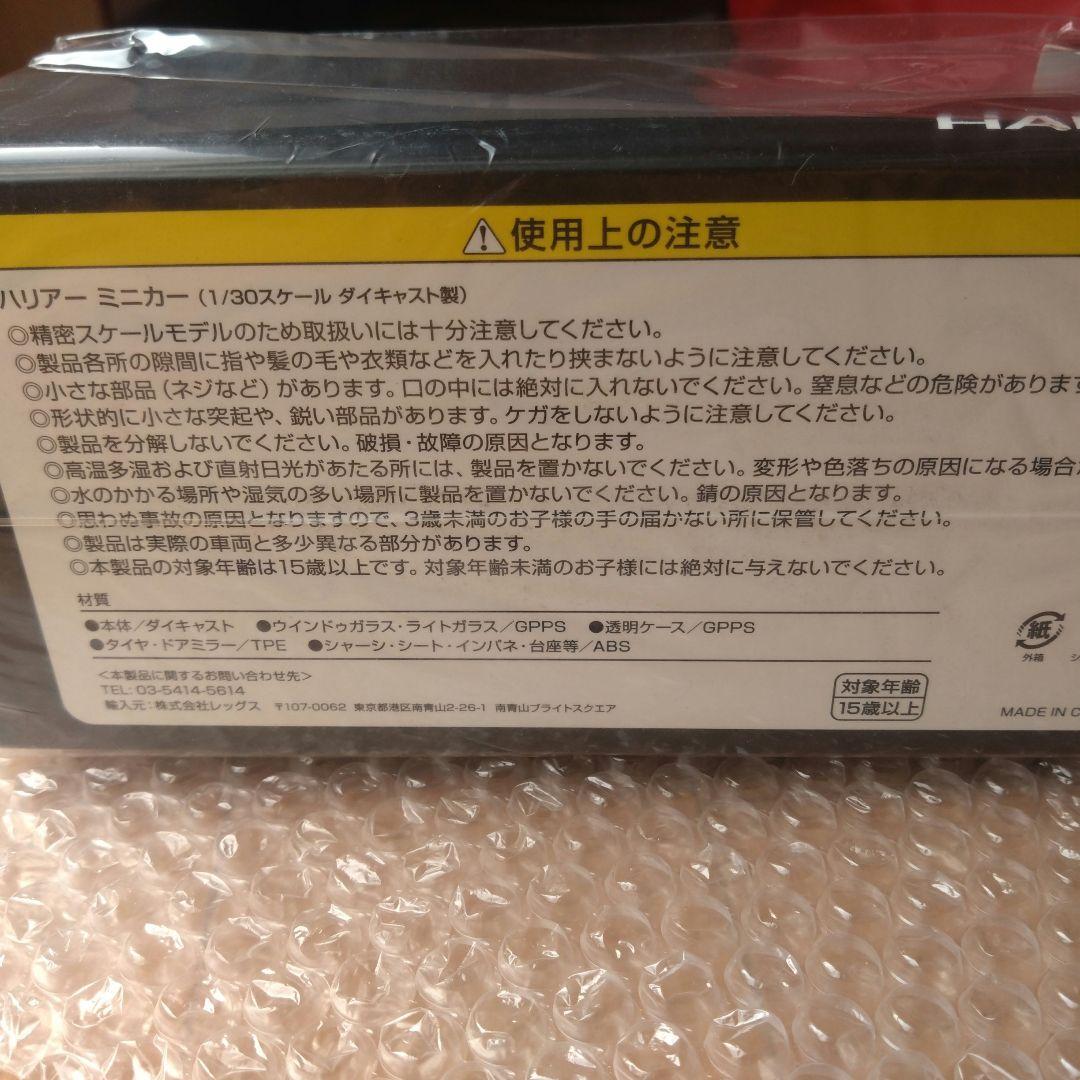 HA
使用上の注意
ハリアー ミニカー（1/30スケール ダイキャスト製）
◎精密スケールモデルのため取扱いには十分注意してください。
◎製品各所の隙間に指や髪の毛や衣類などを入れたり挟まないように注意してください。
◎小さな部品（ネジなど）があります。口の中には絶対に入れないでください。窒息などの危険があります
◎形状的に小さな突起や、鋭い部品があります。ケガをしないように注意してください。
◎製品を分解しないでください。破損・故障の原因となります。
◎高温多湿および直射日光があたる所には、製品を置かないでください。変形や色落ちの原因になる場合
◎水のかかる場所や湿気の多い場所に製品を置かないでください。錆の原因となります。
◎思わぬ事故の原因となりますので、3歳未満のお子様の手の届かない所に保管してください。
◎製品は実際の車両と多少異なる部分があります。
◎本製品の対象年齢は15歳以上です。対象年齢未満のお子様には絶対に与えないでください。
材質
●本体／ダイキャスト ●ウインドゥガラス・ライトガラス／GPPS ●透明ケース／GPPS
●タイヤ・ドアミラー／TPE ●シャーシ・シート・インパネ・台座等／ABS
＜本製品に関するお問い合わせ先＞
TEL: 03-5414-5614
輸入元：株式会社レッグス 〒107-0062 東京都港区南青山2-26-1 南青山ブライトスクエア
対象年齢
15歳以上
紙
外箱
MADE IN C